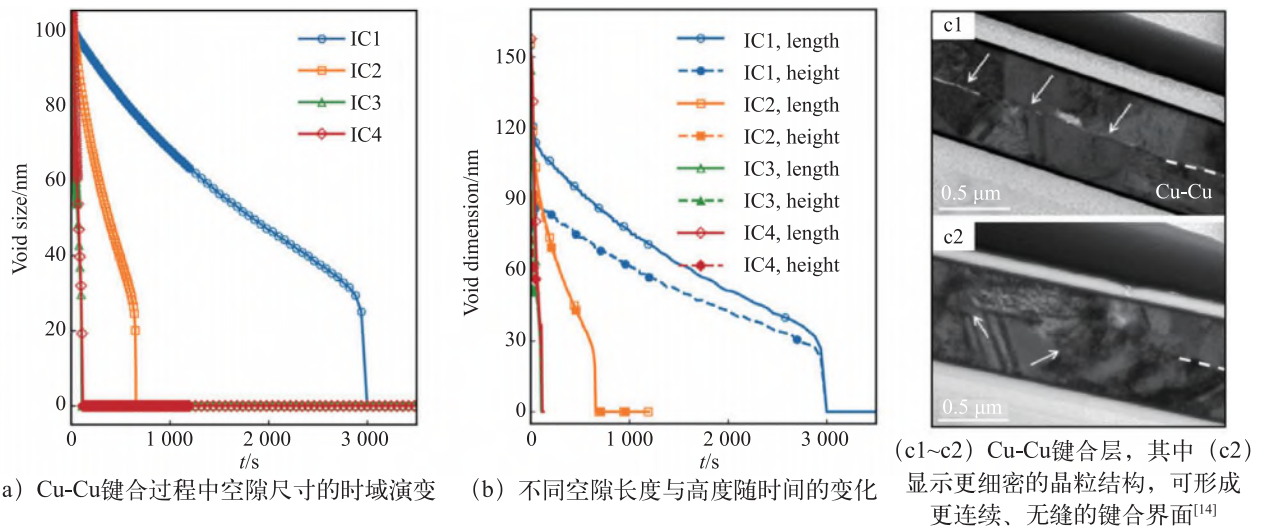 100
80
60
40
20
0
Void size/nm
IC1
IC2
IC3
IC4
0
1 000
2 000
3 000
t/s
150
120
90
60
30
0
Void dimension/nm
IC1, length
IC1, height
IC2, length
IC2, height
IC3, length
IC3, height
IC4, length
IC4, height
0
1 000
2 000
3 000
t/s
c1
Cu-Cu
0.5 μm
c2
0.5 μm
a）Cu-Cu键合过程中空隙尺寸的时域演变
（b）不同空隙长度与高度随时间的变化
（c1~c2）Cu-Cu键合层，其中（c2）
显示更细密的晶粒结构，可形成
更连续、无缝的键合界面[14]